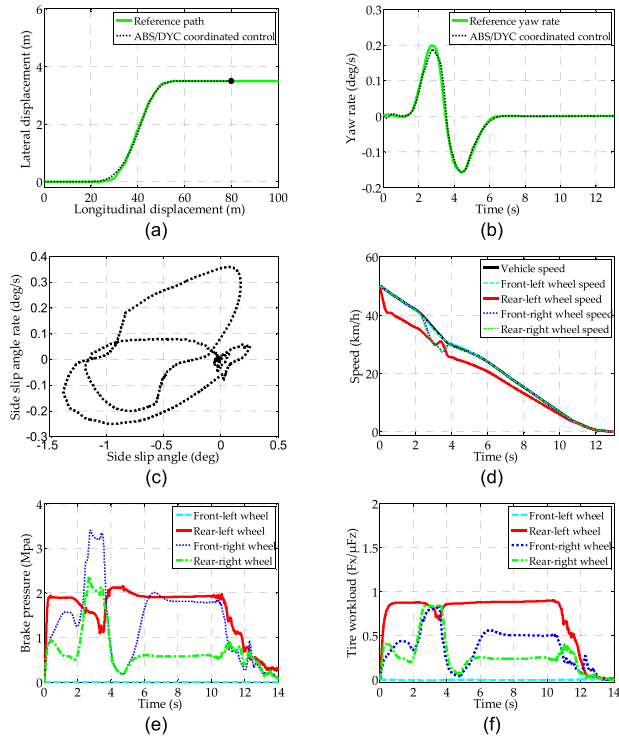 Lateral displacement (m)
6
4
2
0
0
20
40
60
80
100
Longitudinal displacement (m)
Reference path
ABS/DYC coordinated control
(a)
Yaw rate (deg/s)
0.3
0.2
0.1
0
-0.1
-0.2
0
2
4
6
8
10
12
Time (s)
Reference yaw rate
ABS/DYC coordinated control
(b)
Side slip angle rate (deg/s)
0.4
0.3
0.2
0.1
0
-0.1
-0.2
-0.3
-1.5
-1
-0.5
0
0.5
Side slip angle (deg)
(c)
Speed (km/h)
60
40
20
0
0
2
4
6
8
10
12
Time (s)
Vehicle speed
Front-left wheel speed
Rear-left wheel speed
Front-right wheel speed
Rear-right wheel speed
(d)
Brake pressure (Mpa)
4
3
2
1
0
0
2
4
6
8
10
12
14
Time (s)
Front-left wheel
Rear-left wheel
Front-right wheel
Rear-right wheel
(e)
Tire workload (Fx/μFz)
2
1.5
1
0.5
0
0
2
4
6
8
10
12
14
Time (s)
Front-left wheel
Rear-left wheel
Front-right wheel
Rear-right wheel
(f)